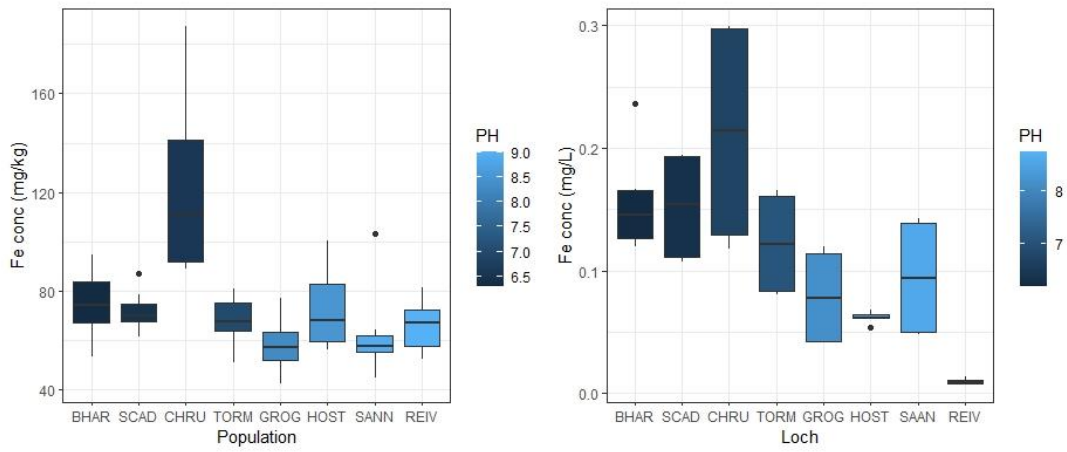 Fe conc (mg/kg)
160
120
80
40
BHAR SCAD CHRU TORM GROG HOST SANN REIV
Population
PH
9.0
8.5
8.0
7.5
7.0
6.5
Fe conc (mg/L)
0.3
0.2
0.1
0.0
BHAR SCAD CHRU TORM GROG HOST SAAN REIV
Loch
PH
8
7